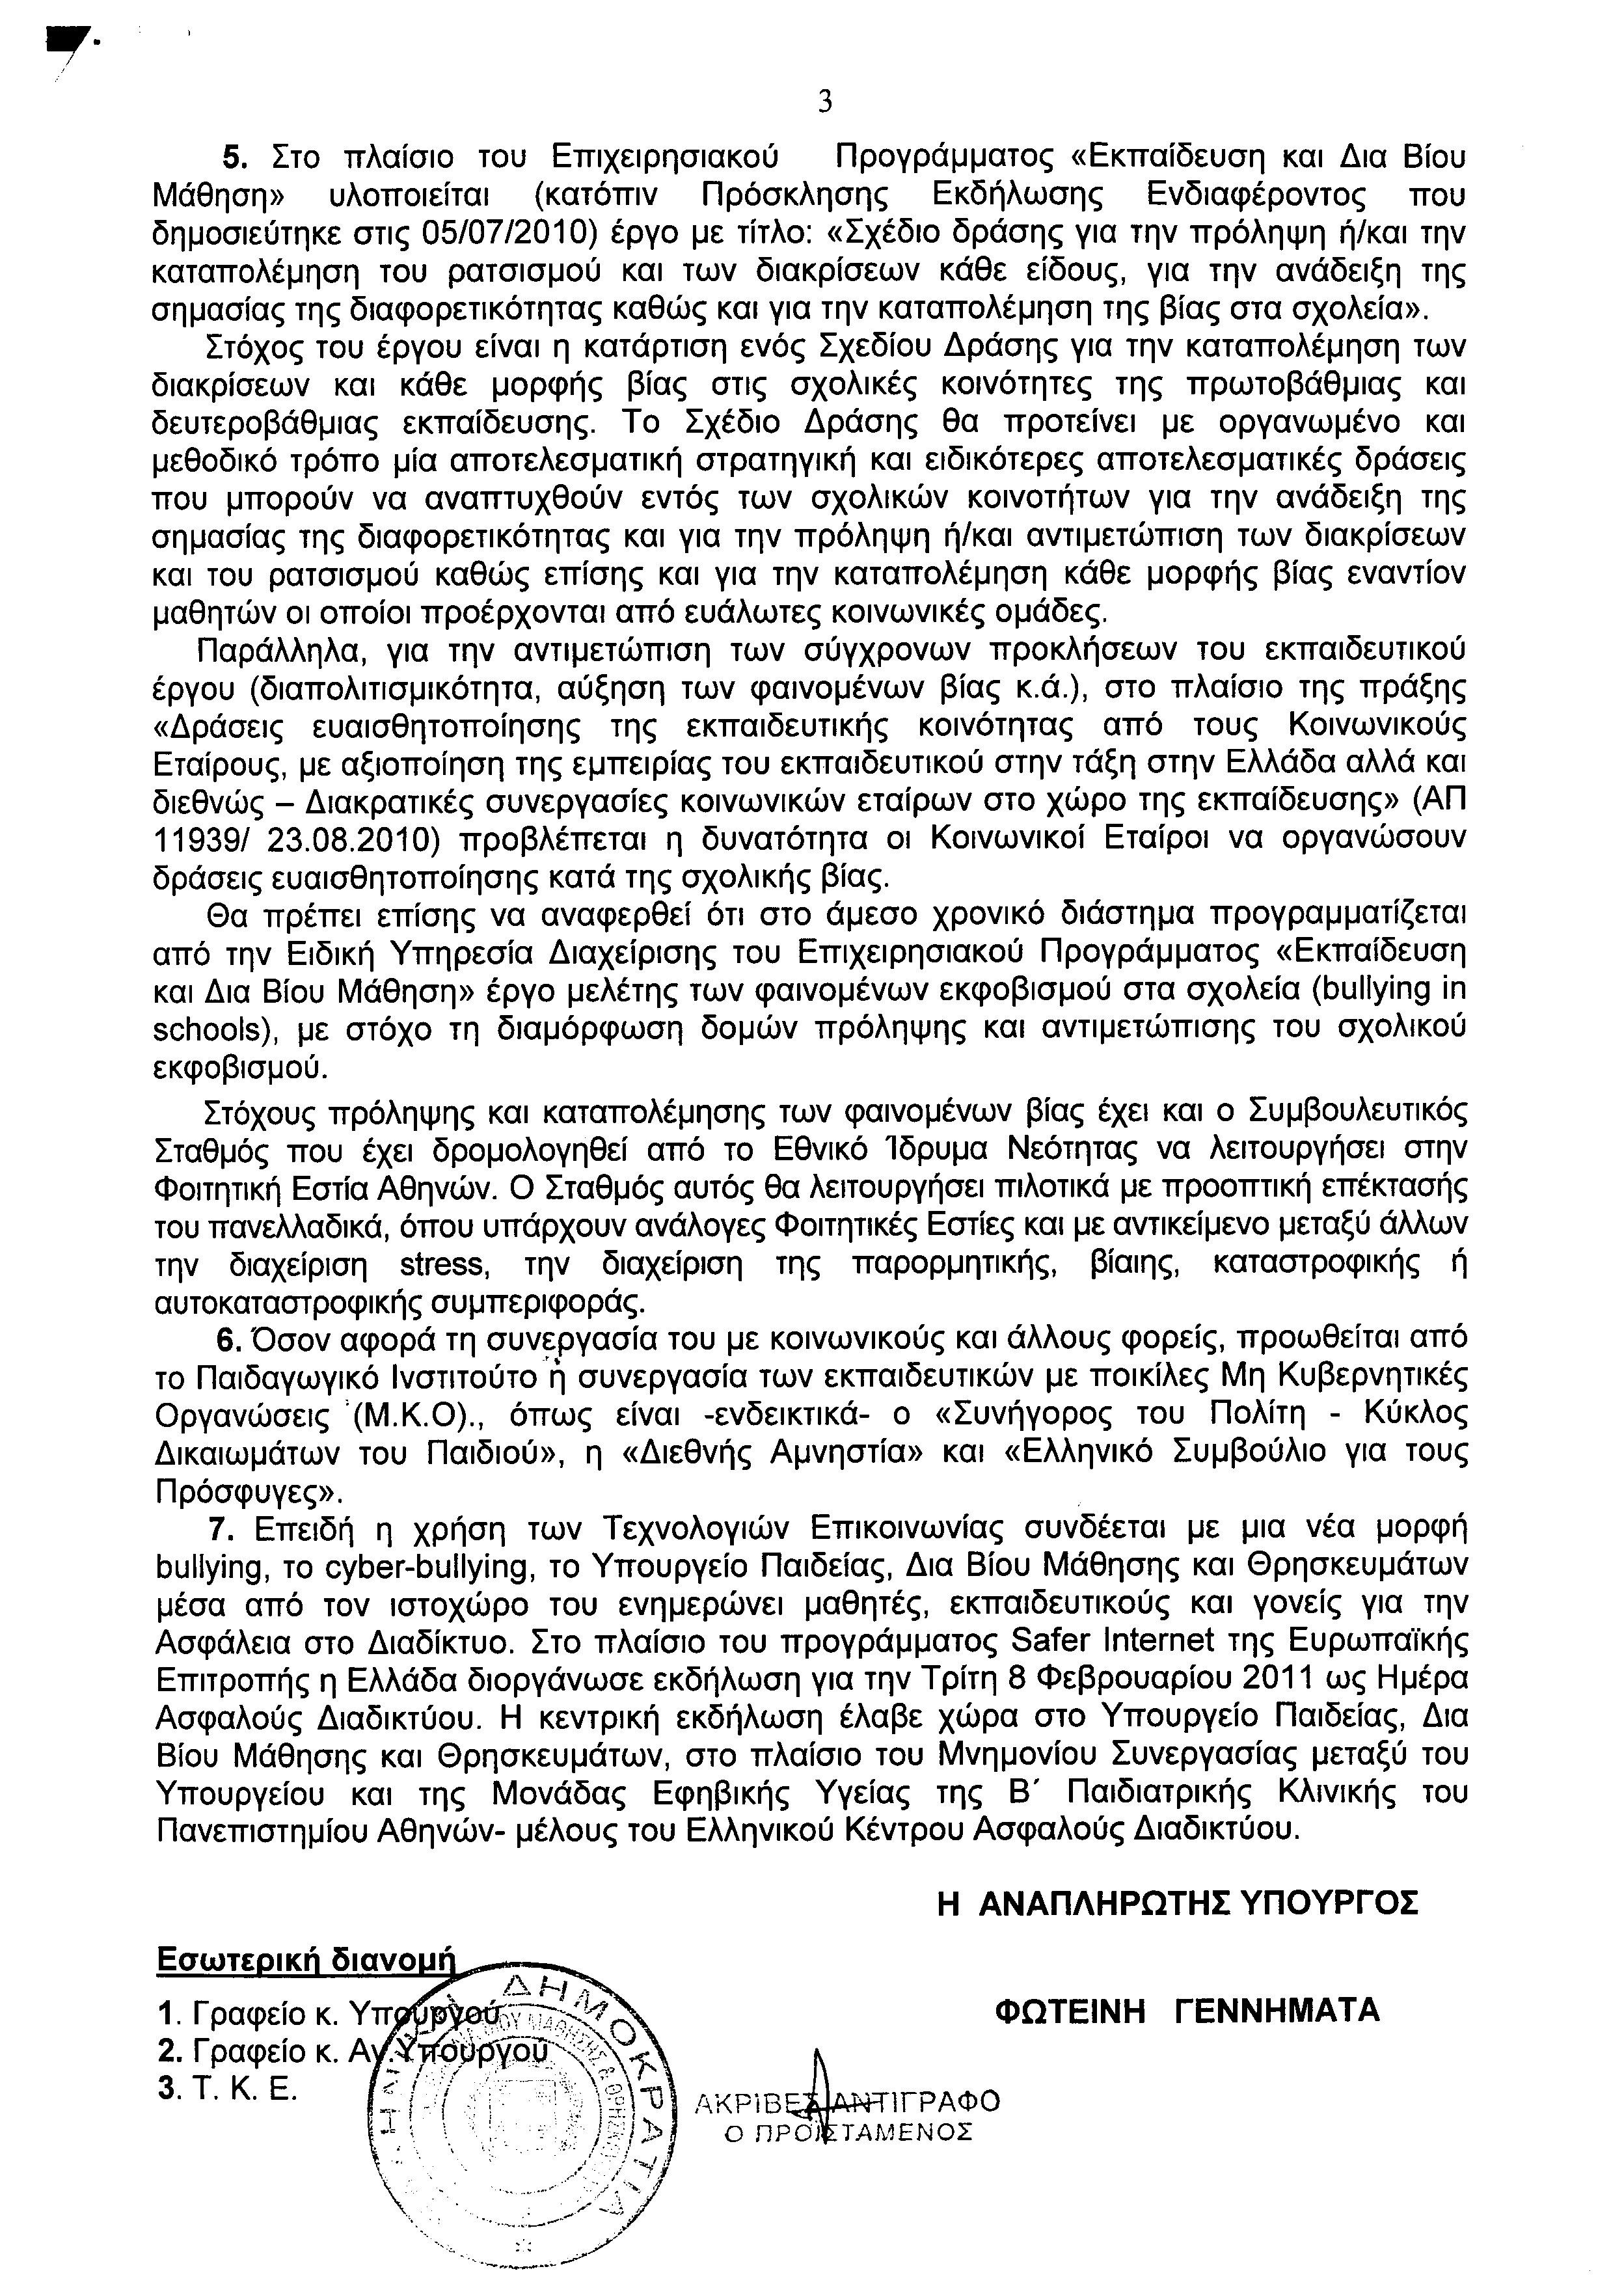 3
5. Στο πλαίσιο του Επιχειρησιακού Προγράμματος «Εκπαίδευση και Δια Βίου
Μάθηση» υλοποιείται (κατόπιν Πρόσκλησης Εκδήλωσης Ενδιαφέροντος που
δημοσιεύτηκε στις 05/07/2010) έργο με τίτλο: «Σχέδιο δράσης για την πρόληψη ή/και την
καταπολέμηση του ρατσισμού και των διακρίσεων κάθε είδους, για την ανάδειξη της
σημασίας της διαφορετικότητας καθώς και για την καταπολέμηση της βίας στα σχολεία».
Στόχος του έργου είναι η κατάρτιση ενός Σχεδίου Δράσης για την καταπολέμηση των
διακρίσεων και κάθε μορφής βίας στις σχολικές κοινότητες της πρωτοβάθμιας και
δευτεροβάθμιας εκπαίδευσης. Το Σχέδιο Δράσης θα προτείνει με οργανωμένο και
μεθοδικό τρόπο μία αποτελεσματική στρατηγική και ειδικότερες αποτελεσματικές δράσεις
που μπορούν να αναπτυχθούν εντός των σχολικών κοινοτήτων για την ανάδειξη της
σημασίας της διαφορετικότητας και για την πρόληψη ή/και αντιμετώπιση των διακρίσεων
και του ρατσισμού καθώς επίσης και για την καταπολέμηση κάθε μορφής βίας εναντίον
μαθητών οι οποίοι προέρχονται από ευάλωτες κοινωνικές ομάδες.
Παράλληλα, για την αντιμετώπιση των σύγχρονων προκλήσεων του εκπαιδευτικού
έργου (διαπολιτισμικότητα, αύξηση των φαινομένων βίας κ.ά.), στο πλαίσιο της πράξης
«Δράσεις ευαισθητοποίησης της εκπαιδευτικής κοινότητας από τους Κοινωνικούς
Εταίρους, με αξιοποίηση της εμπειρίας του εκπαιδευτικού στην τάξη στην Ελλάδα αλλά και
διεθνώς – Διακρατικές συνεργασίες κοινωνικών εταίρων στο χώρο της εκπαίδευσης» (ΑΠ
11939/ 23.08.2010) προβλέπεται η δυνατότητα οι Κοινωνικοί Εταίροι να οργανώσουν
δράσεις ευαισθητοποίησης κατά της σχολικής βίας.
Θα πρέπει επίσης να αναφερθεί ότι στο άμεσο χρονικό διάστημα προγραμματίζεται
από την Ειδική Υπηρεσία Διαχείρισης του Επιχειρησιακού Προγράμματος «Εκπαίδευση
και Δια Βίου Μάθηση» έργο μελέτης των φαινομένων εκφοβισμού στα σχολεία (bullying in
schools), με στόχο τη διαμόρφωση δομών πρόληψης και αντιμετώπισης του σχολικού
εκφοβισμού.
Στόχους πρόληψης και καταπολέμησης των φαινομένων βίας έχει και ο Συμβουλευτικός
Σταθμός που έχει δρομολογηθεί από το Εθνικό Ίδρυμα Νεότητας να λειτουργήσει στην
Φοιτητική Εστία Αθηνών. Ο Σταθμός αυτός θα λειτουργήσει πιλοτικά με προοπτική επέκτασής
του πανελλαδικά, όπου υπάρχουν ανάλογες Φοιτητικές Εστίες και με αντικείμενο μεταξύ άλλων
την διαχείριση stress, την διαχείριση της παρορμητικής, βίαιης, καταστροφικής ή
αυτοκαταστροφικής συμπεριφοράς.
6. Όσον αφορά τη συνεργασία του με κοινωνικούς και άλλους φορείς, προωθείται από
το Παιδαγωγικό Ινστιτούτο η συνεργασία των εκπαιδευτικών με ποικίλες Μη Κυβερνητικές
Οργανώσεις (Μ.Κ.Ο)., όπως είναι -ενδεικτικά- ο «Συνήγορος του Πολίτη - Κύκλος
Δικαιωμάτων του Παιδιού», η «Διεθνής Αμνηστία» και «Ελληνικό Συμβούλιο για τους
Πρόσφυγες».
7. Επειδή η χρήση των Τεχνολογιών Επικοινωνίας συνδέεται με μια νέα μορφή
bullying, το cyber-bullying, το Υπουργείο Παιδείας, Δια Βίου Μάθησης και Θρησκευμάτων
μέσα από τον ιστοχώρο του ενημερώνει μαθητές, εκπαιδευτικούς και γονείς για την
Ασφάλεια στο Διαδίκτυο. Στο πλαίσιο του προγράμματος Safer Internet της Ευρωπαϊκής
Επιτροπής η Ελλάδα διοργάνωσε εκδήλωση για την Τρίτη 8 Φεβρουαρίου 2011 ως Ημέρα
Ασφαλούς Διαδικτύου. Η κεντρική εκδήλωση έλαβε χώρα στο Υπουργείο Παιδείας, Δια
Βίου Μάθησης και Θρησκευμάτων, στο πλαίσιο του Μνημονίου Συνεργασίας μεταξύ του
Υπουργείου και της Μονάδας Εφηβικής Υγείας της Β΄ Παιδιατρικής Κλινικής του
Πανεπιστημίου Αθηνών- μέλους του Ελληνικού Κέντρου Ασφαλούς Διαδικτύου.
Η ΑΝΑΠΛΗΡΩΤΗΣ ΥΠΟΥΡΓΟΣ
Εσωτερική διανομή
1. Γραφείο κ. Υπουργού
ΦΩΤΕΙΝΗ ΓΕΝΝΗΜΑΤΑ
2. Γραφείο κ. Αν.Υπουργού
3. Τ. Κ. Ε.
ΑΚΡΙΒΕΣ ΑΝΤΙΓΡΑΦΟ
Ο ΠΡΟΪΣΤΑΜΕΝΟΣ
ΔΗΜΟΚΡΑΤΙΑ